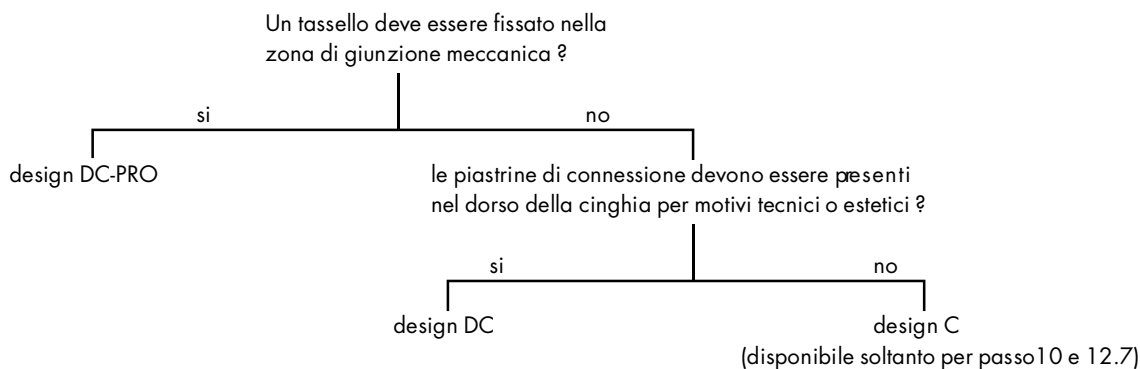 Un tassello deve essere fissato nella
zona di giunzione meccanica ?
si
no
design DC-PRO
le piastrine di connessione devono essere presenti
nel dorso della cinghia per motivi tecnici o estetici ?
si
no
design DC
design C
(disponibile soltanto per passo10 e 12.7)